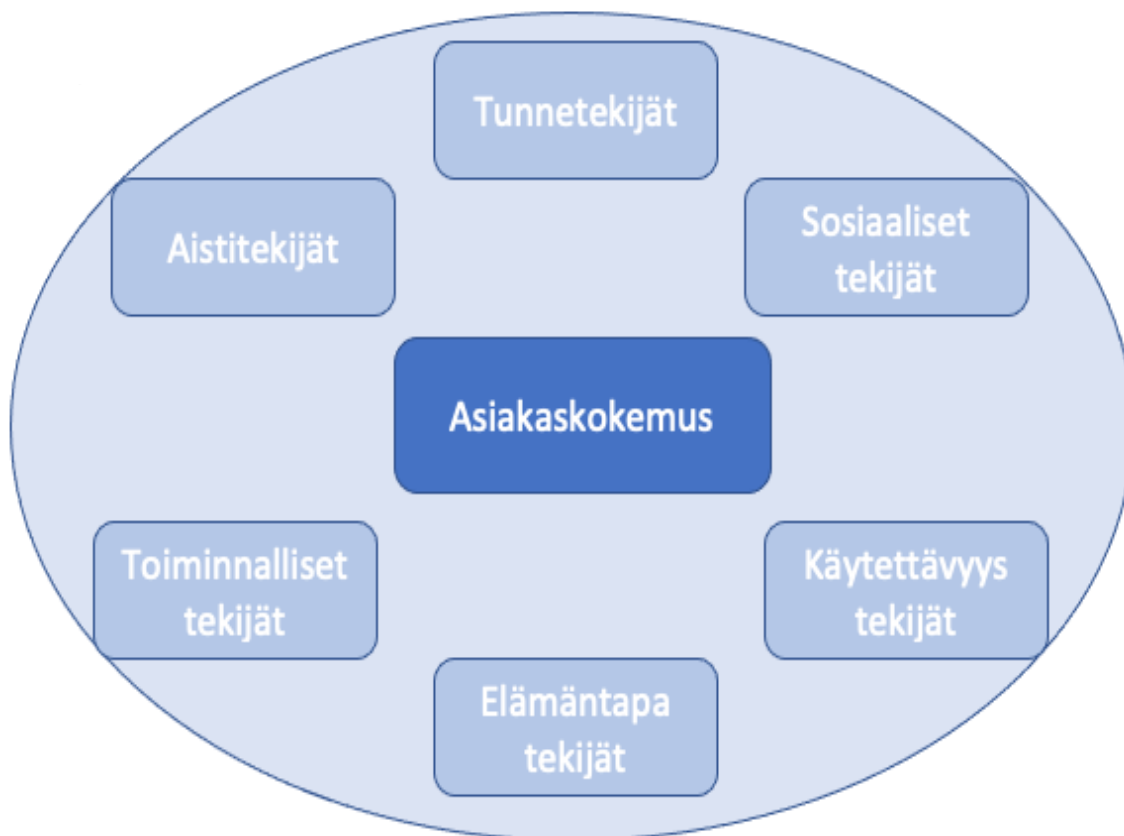 Tunnetekijät
Aistitekijät
Sosiaaliset
tekijät
Asiakaskokemus
Toiminnalliset
tekijät
Käytettävyys
tekijät
Elämäntapa
tekijät